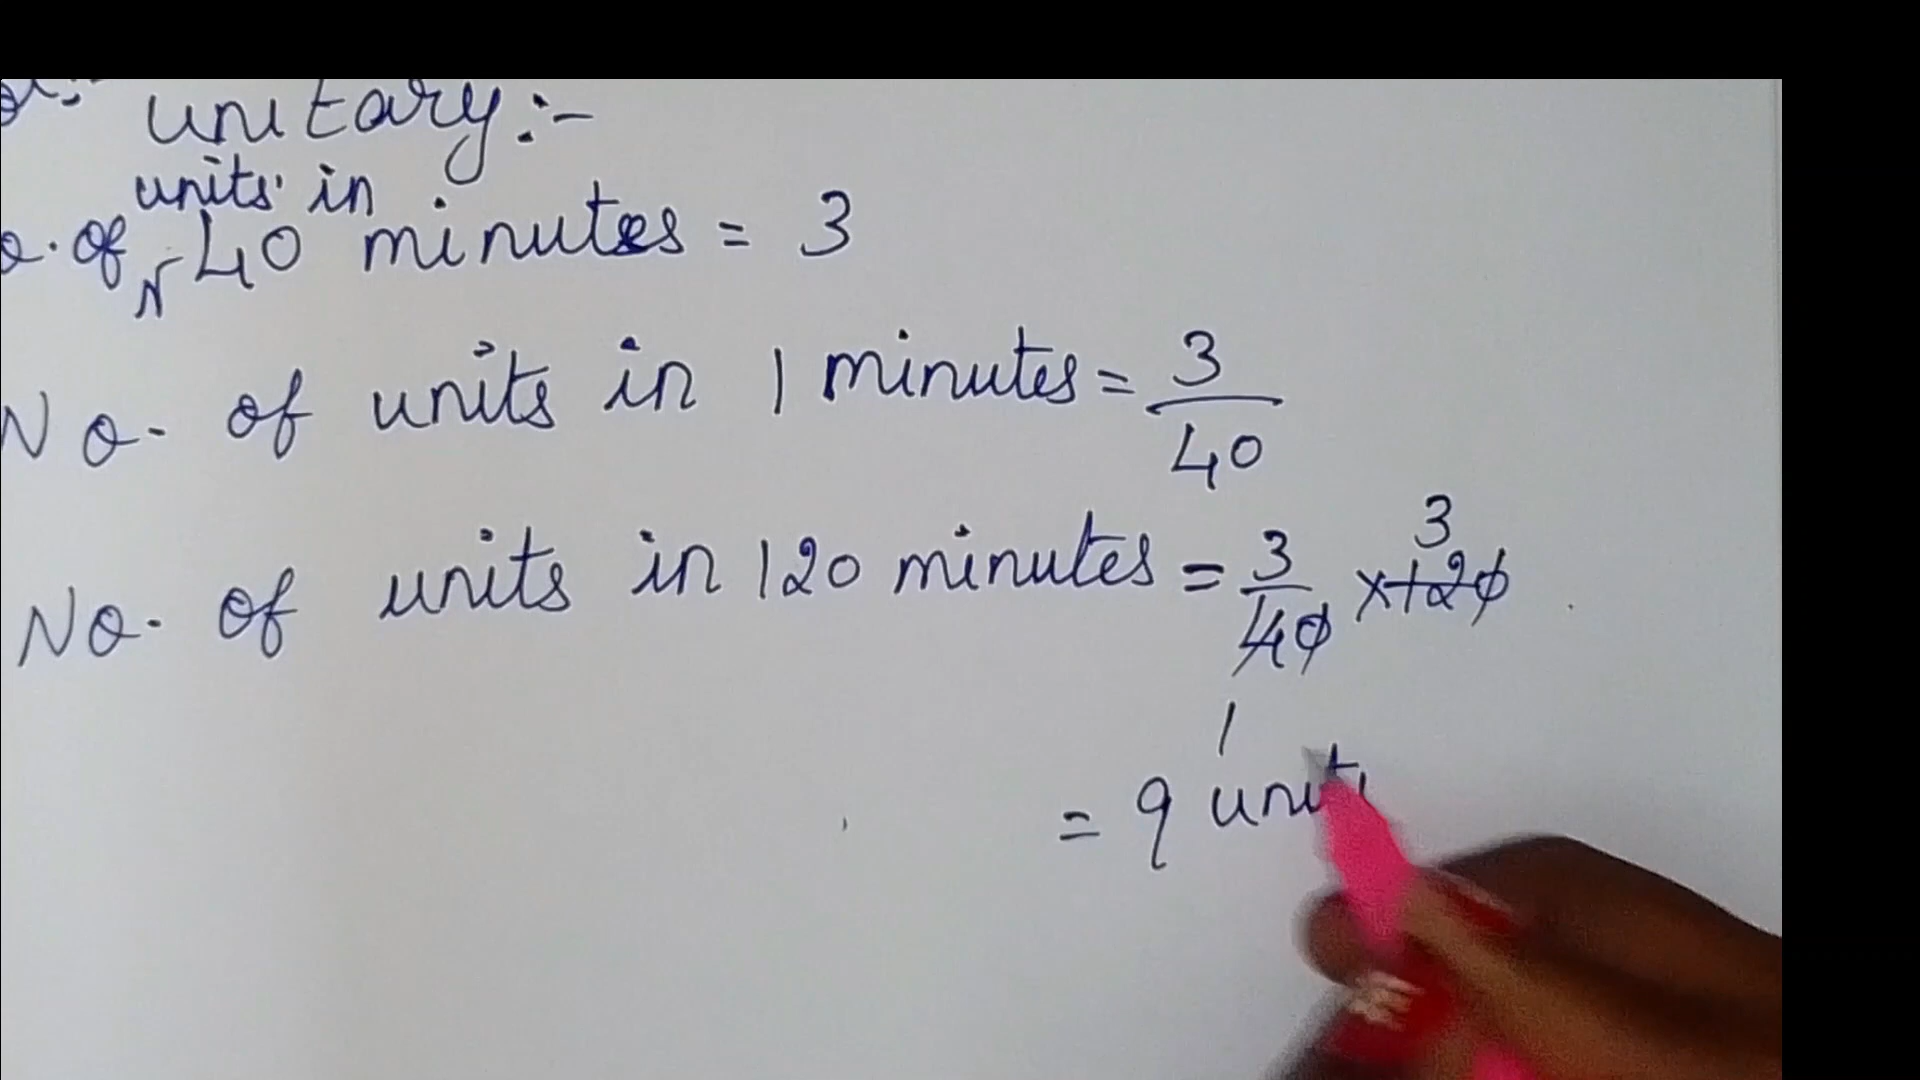 unitary:-
units in
o. of 40 minutes = 3
No. of units in 1 minutes = 3/40
3
No. of units in 120 minutes = 3/40 x 120
1
= 9 unit